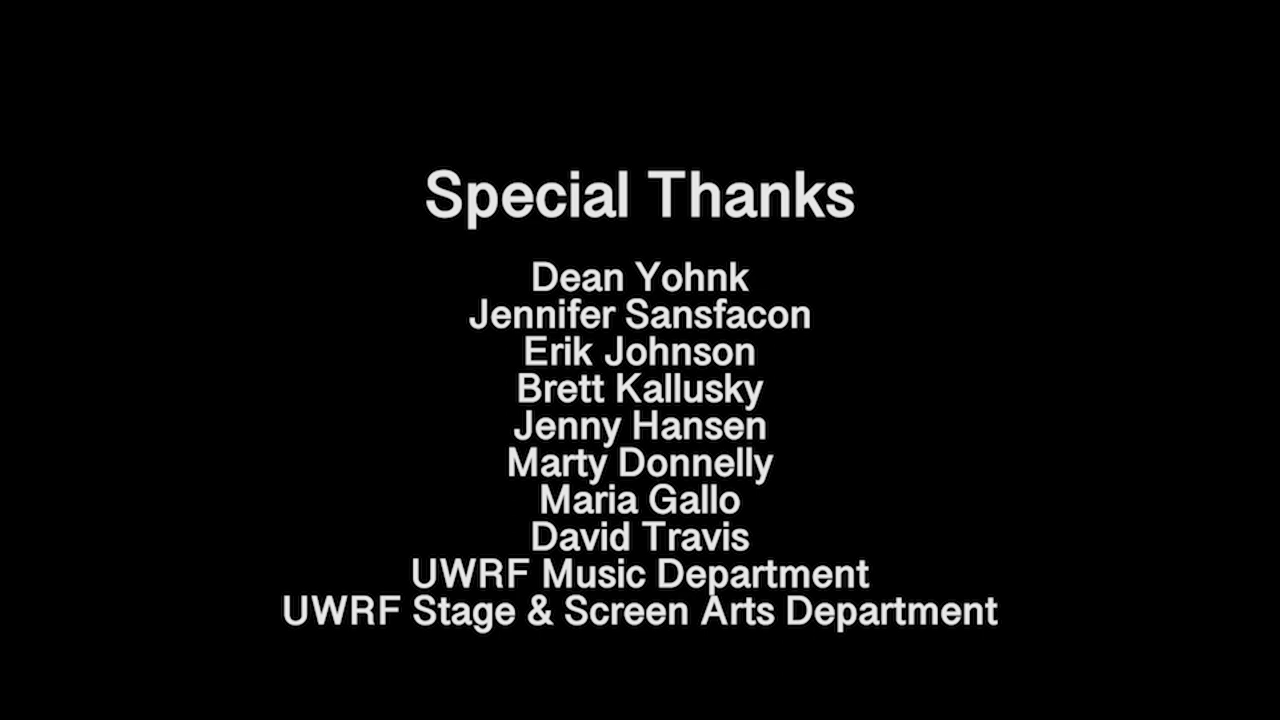 Special Thanks
Dean Yohnk
Jennifer Sansfacon
Erik Johnson
Brett Kallusky
Jenny Hansen
Marty Donnelly
Maria Gallo
David Travis
UWRF Music Department
UWRF Stage & Screen Arts Department